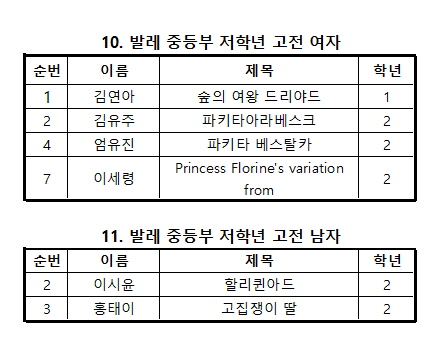 10. 발레 중등부 저학년 고전 여자
순번 이름 제목 학년
1 김연아 숲의 여왕 드리야드 1
2 김유주 파키타아라베스크 2
4 엄유진 파키타 베스탈카 2
7 이세령 Princess Florine's variation from 2
11. 발레 중등부 저학년 고전 남자
순번 이름 제목 학년
2 이시윤 할리퀸아드 2
3 홍태이 고집쟁이 딸 2